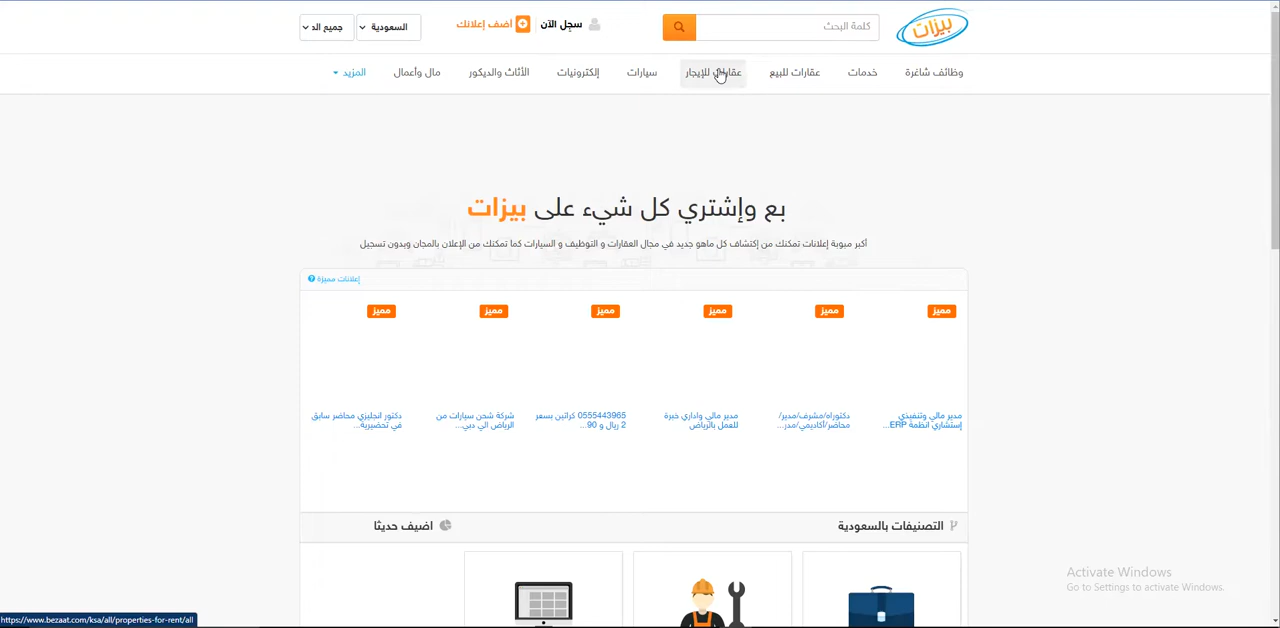 بيزات
كلمة البحث
سجل الآن
أضف إعلانك
السعودية
جميع الد
وظائف شاغرة
خدمات
عقارات للبيع
عقارات للإيجار
سيارات
إلكترونيات
الأثاث والديكور
مال وأعمال
المزيد
بع وإشتري كل شيء على بيزات
أكبر مبوبة إعلانات تمكنك من إكتشاف كل ماهو جديد في مجال العقارات و التوظيف و السيارات كما تمكنك من الإعلان بالمجان وبدون تسجيل
إعلانات مميزة
مميز
مميز
مميز
مميز
مميز
مميز
مدير مالي وتنفيذي
إستشاري انظمة ERP...
دكتوراه/مشرف/مدير/
محاضر/أكاديمي/مدر...
مدير مالي واداري خبرة
للعمل بالرياض
0555443965 كراتين بسعر
2 ريال و 90...
شركة شحن سيارات من
الرياض الي دبي...
دكتور انجليزي محاضر سابق
في تحضيرية...
التصنيفات بالسعودية
اضيف حديثا
Activate Windows
Go to Settings to activate Windows.
https://www.bezaat.com/ksa/all/properties-for-rent/all